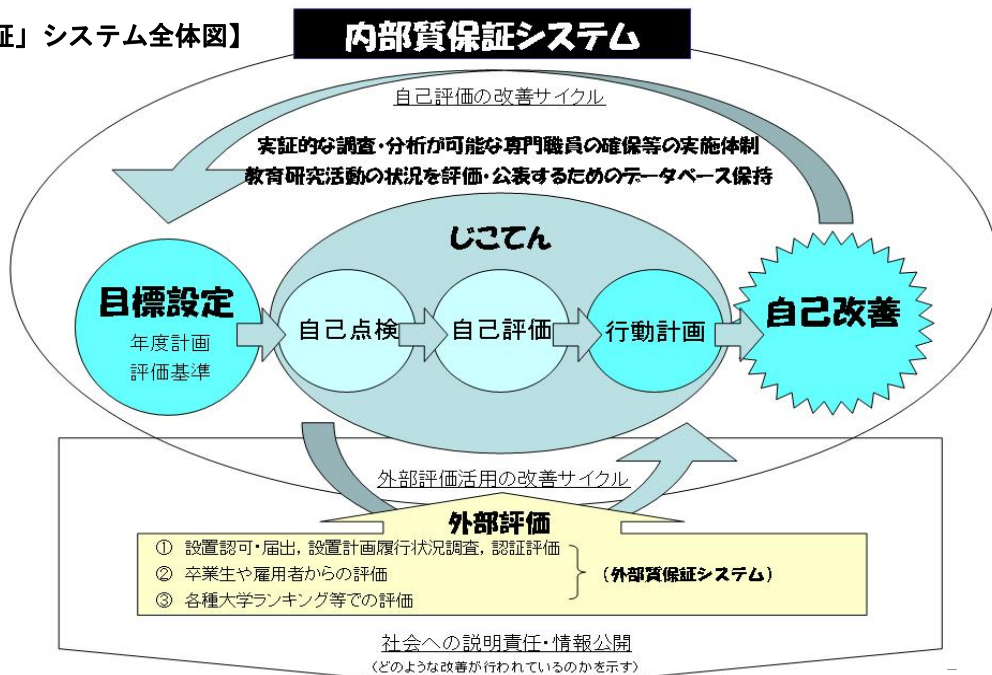 証」システム全体図】
内部質保証システム
自己評価の改善サイクル
実証的な調査・分析が可能な専門職員の確保等の実施体制
教育研究活動の状況を評価・公表するためのデータベース保持
じこてん
目標設定
年度計画
評価基準
自己点検
自己評価
行動計画
自己改善
外部評価活用の改善サイクル
外部評価
① 設置認可・届出, 設置計画履行状況調査, 認証評価
② 卒業生や雇用者からの評価
③ 各種大学ランキング等での評価
(外部質保証システム)
社会への説明責任・情報公開
(どのような改善が行われているのかを示す)